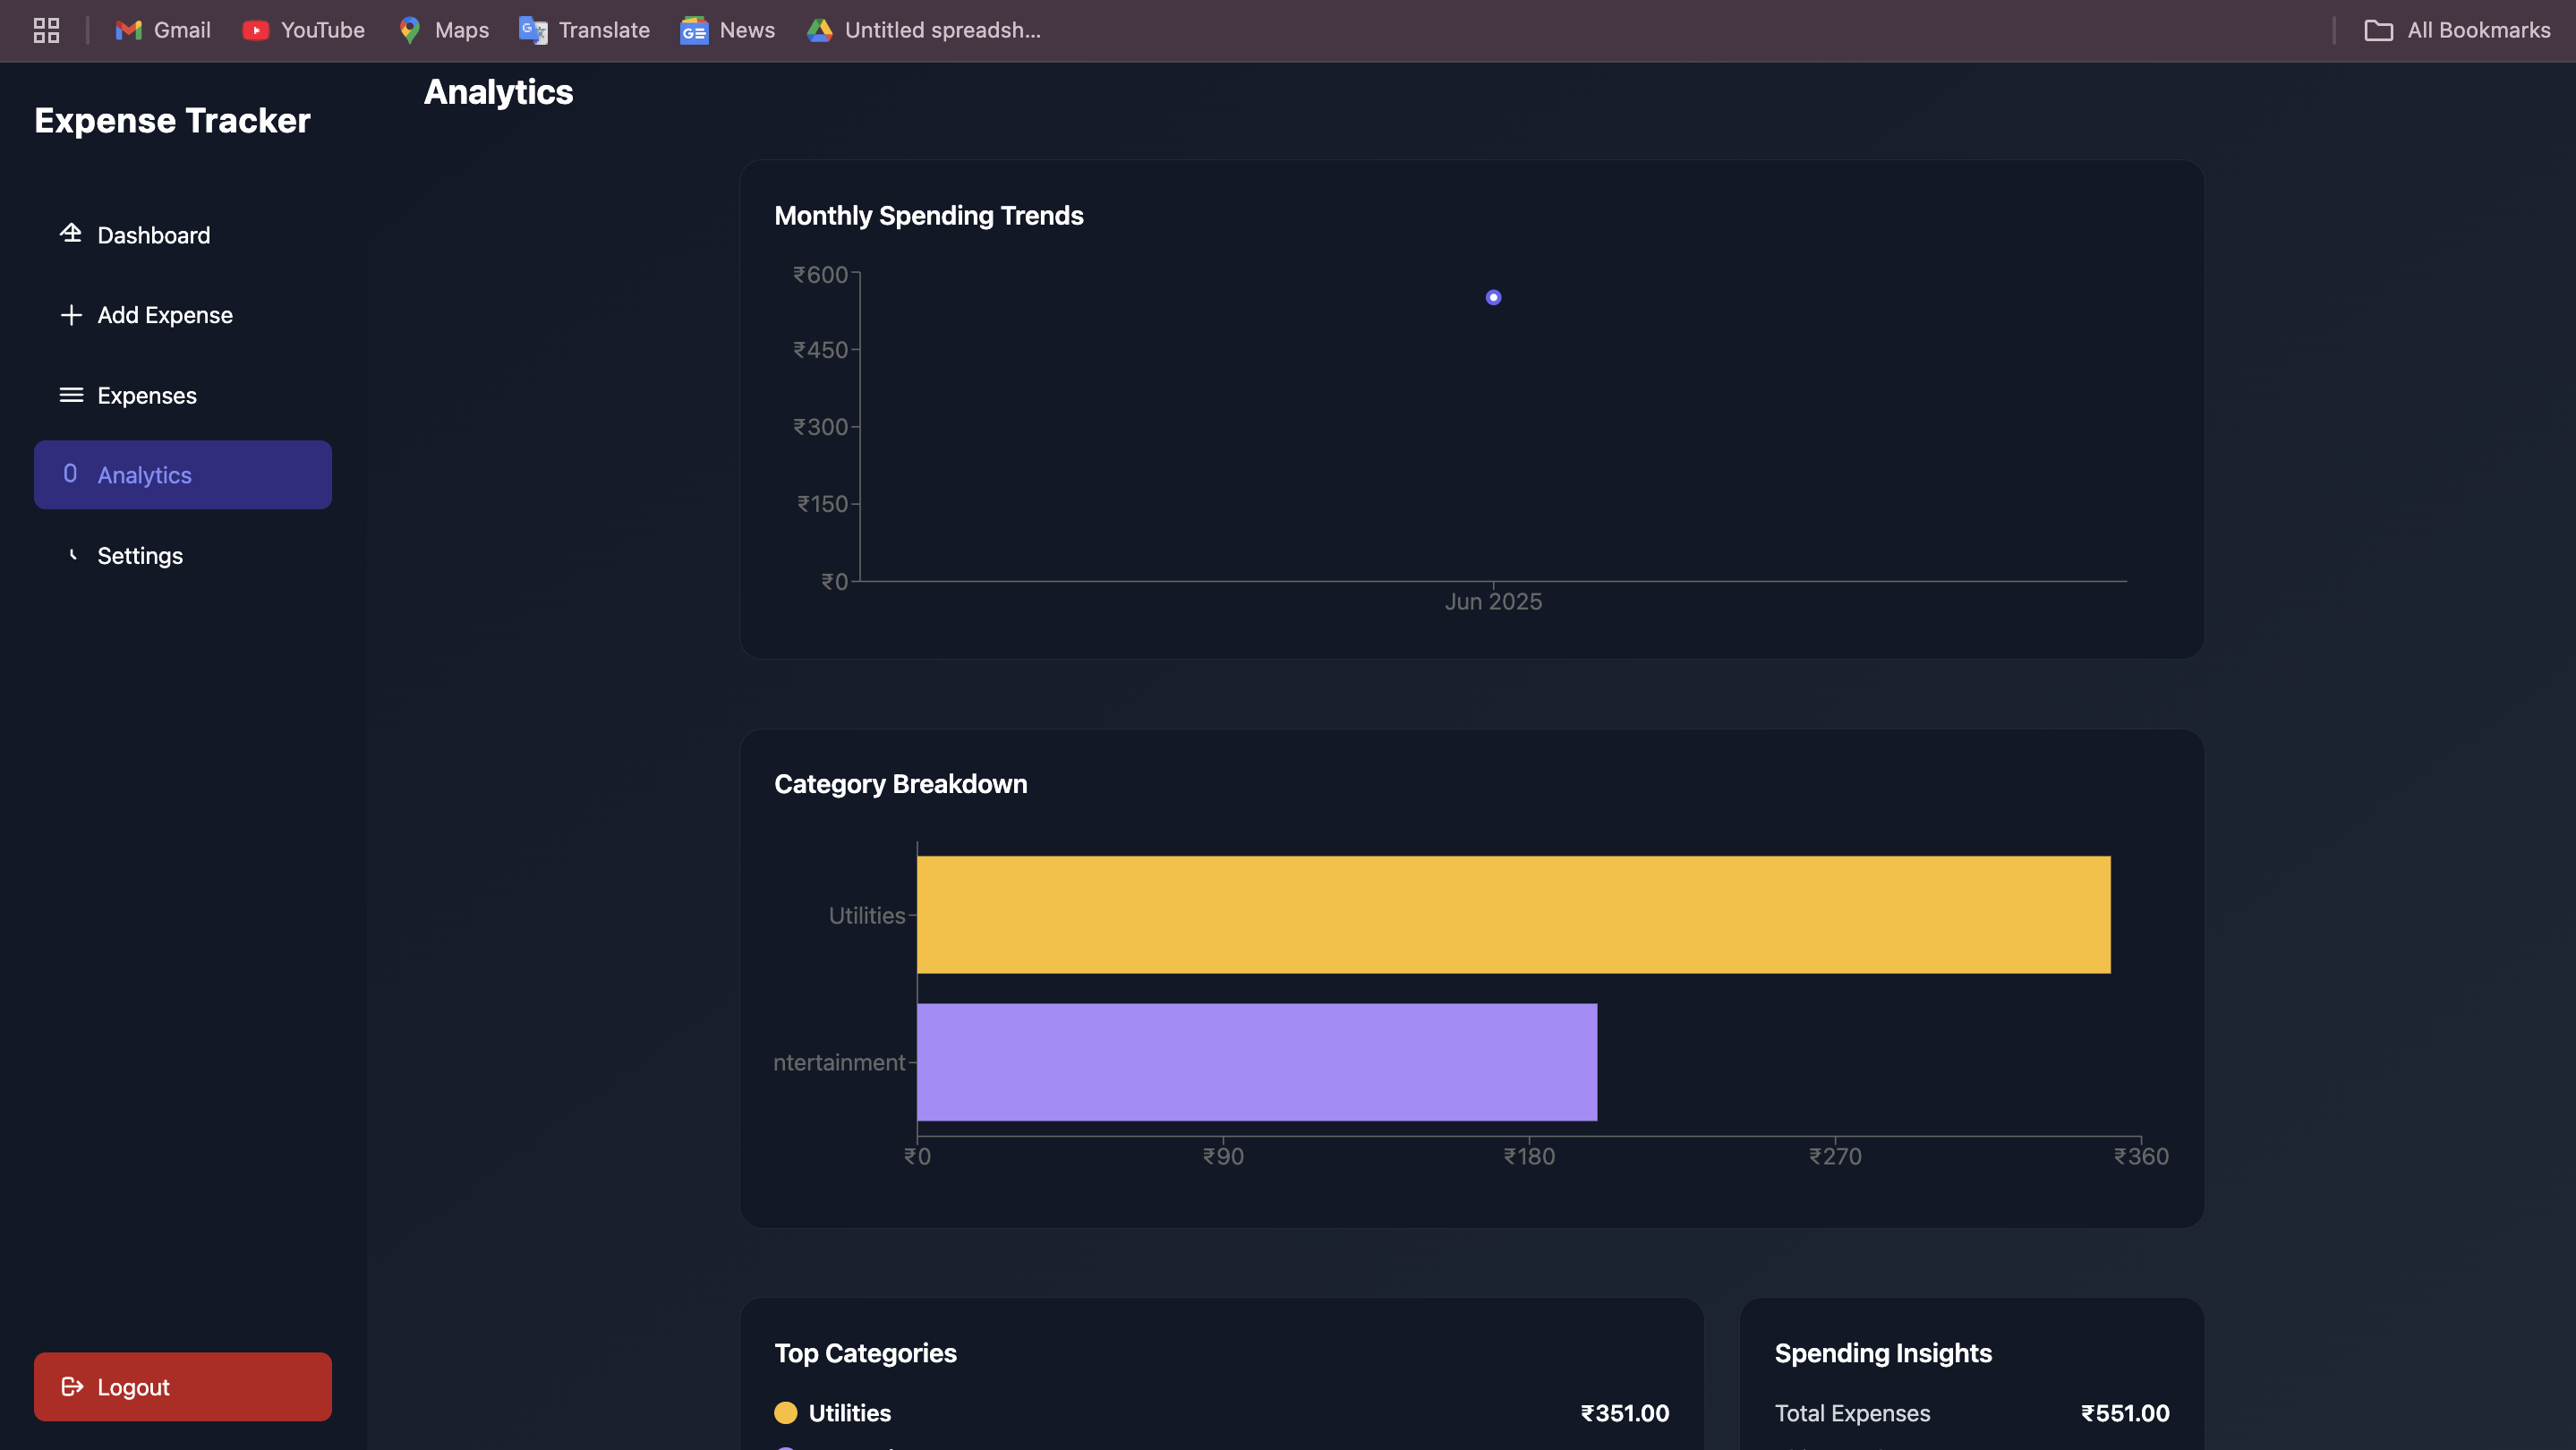 Gmail
YouTube
Maps
Translate
News
Untitled spreadsh...
All Bookmarks
Expense Tracker
Dashboard
Add Expense
Expenses
Analytics
Settings
Logout
Analytics
Monthly Spending Trends
₹600
₹450
₹300
₹150
₹0
Jun 2025
Category Breakdown
Utilities
ntertainment
₹0 ₹90 ₹180 ₹270 ₹360
Top Categories
Utilities ₹351.00
Spending Insights
Total Expenses ₹551.00